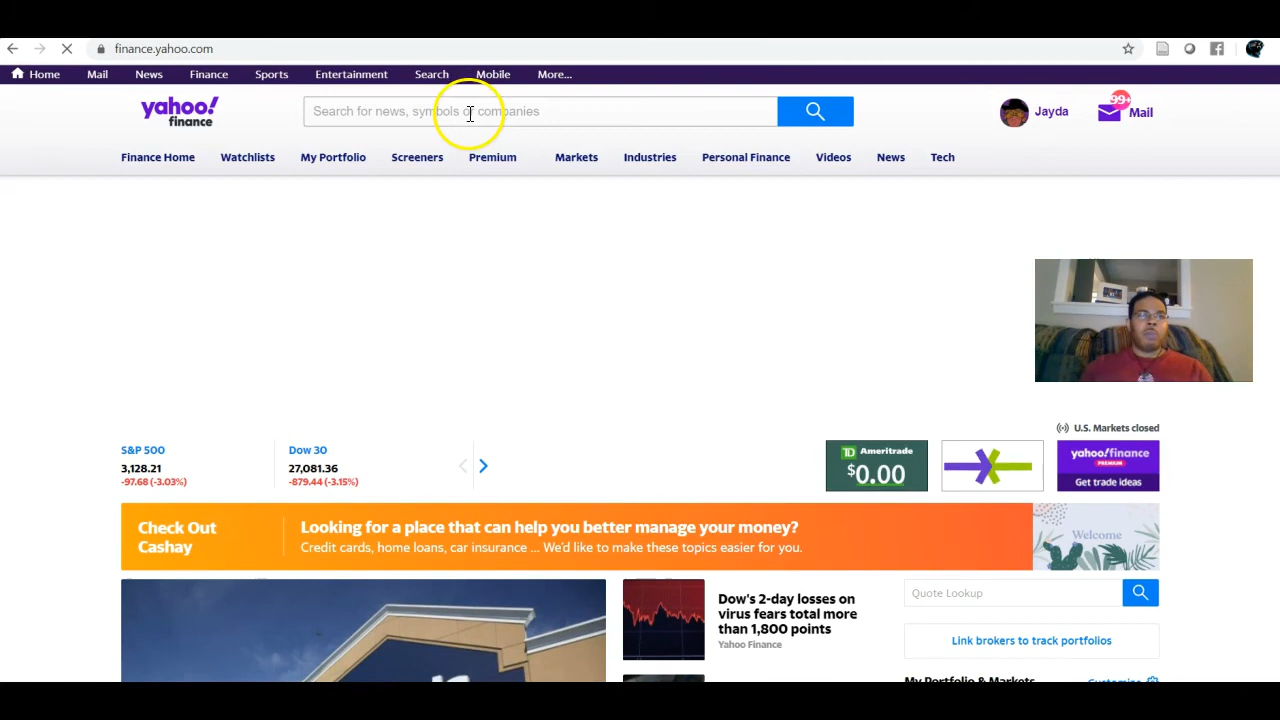 finance.yahoo.com
Home Mail News Finance Sports Entertainment Search Mobile More...
yahoo!
finance
Search for news, symbols or companies
Jayda
99+
Mail
Finance Home Watchlists My Portfolio Screeners Premium Markets Industries Personal Finance Videos News Tech
U.S. Markets closed
S&P 500
3,128.21
-97.68 (-3.03%)
Dow 30
27,081.36
-879.44 (-3.15%)
TD Ameritrade
$0.00
yahoo!finance
PREMIUM
Get trade ideas
Check Out
Cashay
Looking for a place that can help you better manage your money?
Credit cards, home loans, car insurance ... We'd like to make these topics easier for you.
Welcome
Dow's 2-day losses on
virus fears total more
than 1,800 points
Yahoo Finance
Quote Lookup
Link brokers to track portfolios
My Portfolio & Markets
Customize